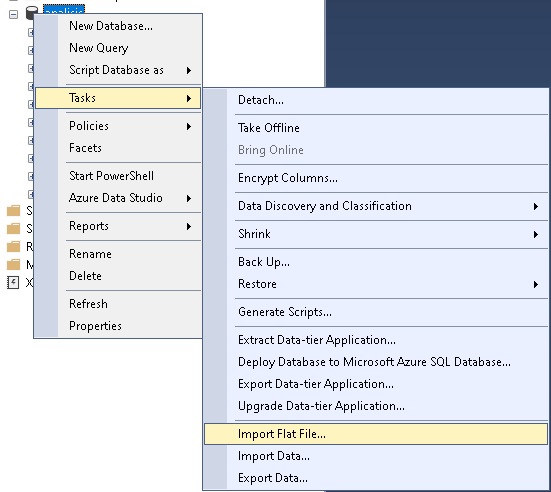 analisis
New Database...
New Query
Script Database as
Tasks
Policies
Facets
Start PowerShell
Azure Data Studio
Reports
Rename
Delete
Refresh
Properties
Detach...
Take Offline
Bring Online
Encrypt Columns...
Data Discovery and Classification
Shrink
Back Up...
Restore
Generate Scripts...
Extract Data-tier Application...
Deploy Database to Microsoft Azure SQL Database...
Export Data-tier Application...
Upgrade Data-tier Application...
Import Flat File...
Import Data...
Export Data...
S
S
R
M
X